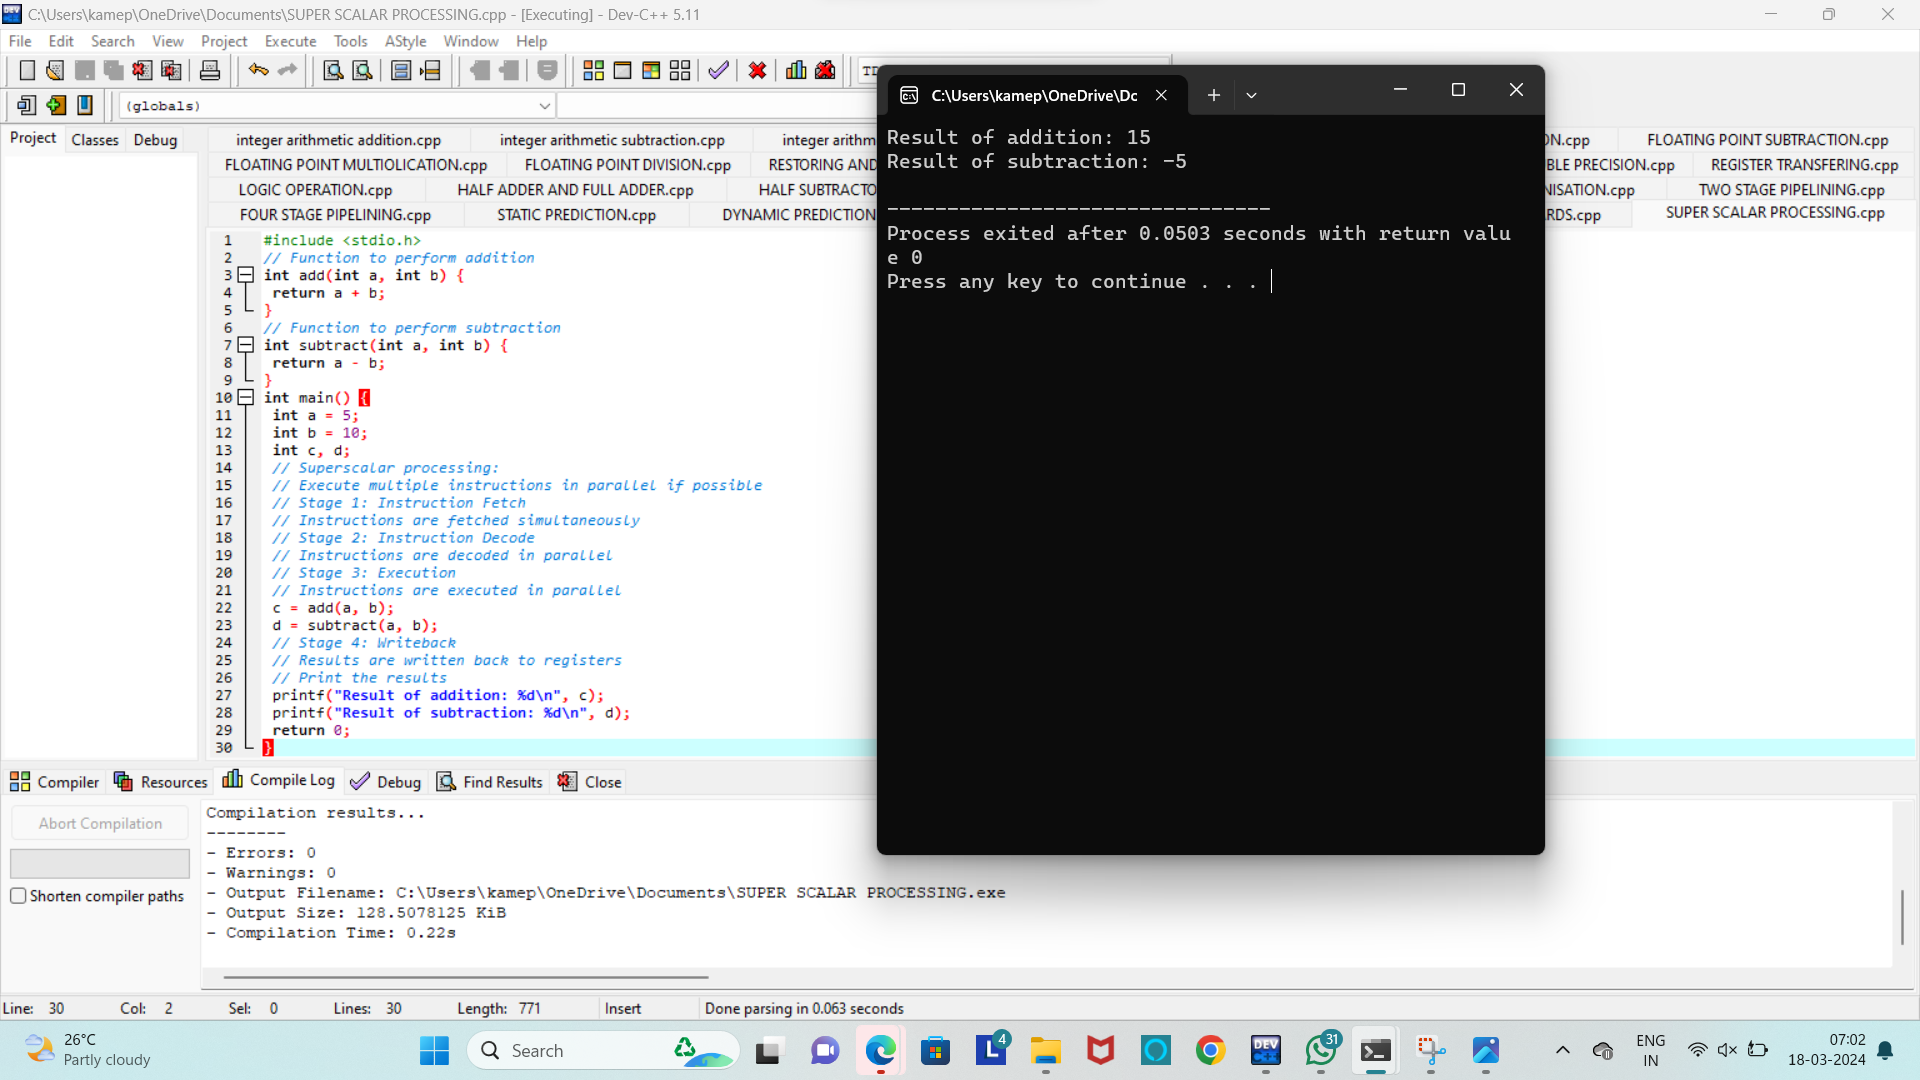 C:\Users\kamep\OneDrive\Documents\SUPER SCALAR PROCESSING.cpp - [Executing] - Dev-C++ 5.11
File Edit Search View Project Execute Tools AStyle Window Help
(globals)
C:\Users\kamep\OneDrive\Dc
Project Classes Debug
integer arithmetic addition.cpp integer arithmetic subtraction.cpp integer arithm FLOATING POINT SUBTRACTION.cpp
FLOATING POINT MULTIOLICATION.cpp FLOATING POINT DIVISION.cpp RESTORING AND BLE PRECISION.cpp REGISTER TRANSFERING.cpp
LOGIC OPERATION.cpp HALF ADDER AND FULL ADDER.cpp HALF SUBTRACTO NISATION.cpp TWO STAGE PIPELINING.cpp
FOUR STAGE PIPELINING.cpp STATIC PREDICTION.cpp DYNAMIC PREDICTION RDS.cpp SUPER SCALAR PROCESSING.cpp
1 #include <stdio.h>
2 // Function to perform addition
3 int add(int a, int b) {
4 return a + b;
5 }
6 // Function to perform subtraction
7 int subtract(int a, int b) {
8 return a - b;
9 }
10 int main() {
11 int a = 5;
12 int b = 10;
13 int c, d;
14 // Superscalar processing:
15 // Execute multiple instructions in parallel if possible
16 // Stage 1: Instruction Fetch
17 // Instructions are fetched simultaneously
18 // Stage 2: Instruction Decode
19 // Instructions are decoded in parallel
20 // Stage 3: Execution
21 // Instructions are executed in parallel
22 c = add(a, b);
23 d = subtract(a, b);
24 // Stage 4: Writeback
25 // Results are written back to registers
26 // Print the results
27 printf("Result of addition: %d\n", c);
28 printf("Result of subtraction: %d\n", d);
29 return 0;
30 }
Result of addition: 15
Result of subtraction: -5
--------------------------------
Process exited after 0.0503 seconds with return valu
e 0
Press any key to continue . . .
Compiler Resources Compile Log Debug Find Results Close
Abort Compilation
Shorten compiler paths
Compilation results...
--------
- Errors: 0
- Warnings: 0
- Output Filename: C:\Users\kamep\OneDrive\Documents\SUPER SCALAR PROCESSING.exe
- Output Size: 128.5078125 KiB
- Compilation Time: 0.22s
Line: 30 Col: 2 Sel: 0 Lines: 30 Length: 771 Insert Done parsing in 0.063 seconds
26°C
Partly cloudy
Search
4
DEV
31
ENG
IN
07:02
18-03-2024